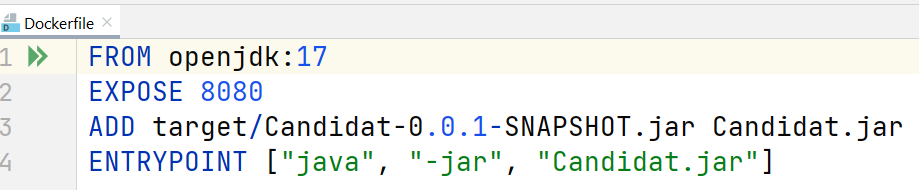 Dockerfile
1 FROM openjdk:17
2 EXPOSE 8080
3 ADD target/Candidat-0.0.1-SNAPSHOT.jar Candidat.jar
4 ENTRYPOINT ["java", "-jar", "Candidat.jar"]